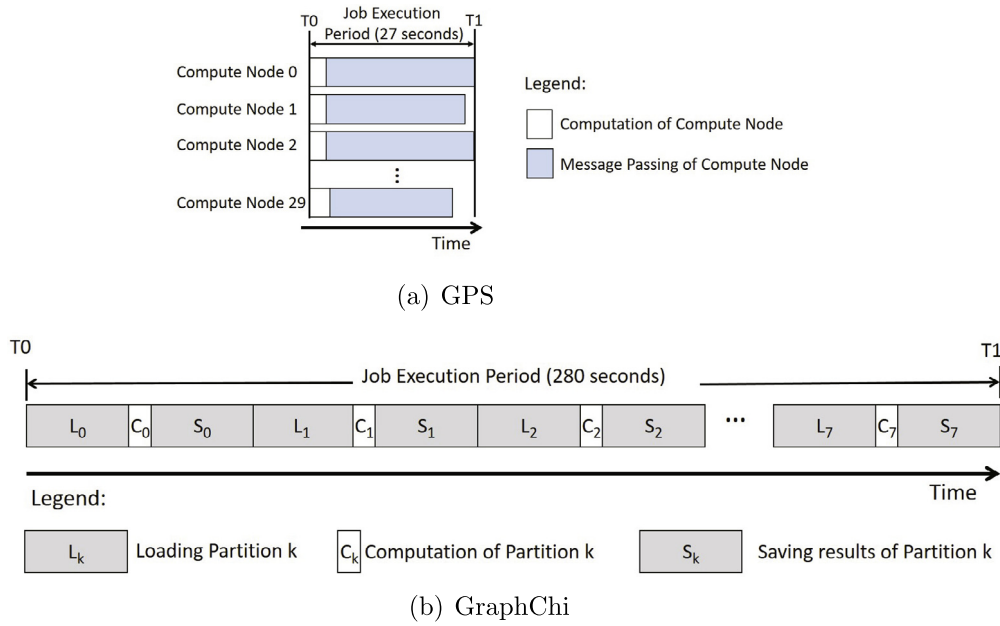 T0 Job Execution T1
Period (27 seconds)
Compute Node 0
Compute Node 1
Compute Node 2
⋮
Compute Node 29
Time
Legend:
Computation of Compute Node
Message Passing of Compute Node
(a) GPS
T0 T1
Job Execution Period (280 seconds)
L0 C0 S0 L1 C1 S1 L2 C2 S2 ... L7 C7 S7
Time
Legend:
Lk Loading Partition k Ck Computation of Partition k Sk Saving results of Partition k
(b) GraphChi